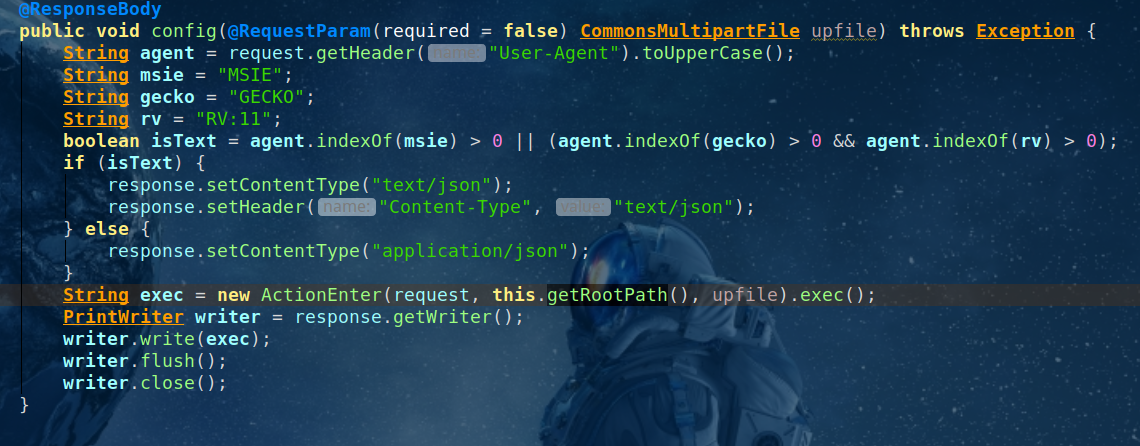 @ResponseBody
public void config(@RequestParam(required = false) CommonsMultipartFile upfile) throws Exception {
    String agent = request.getHeader( name: "User-Agent").toUpperCase();
    String msie = "MSIE";
    String gecko = "GECKO";
    String rv = "RV:11";
    boolean isText = agent.indexOf(msie) > 0 || (agent.indexOf(gecko) > 0 && agent.indexOf(rv) > 0);
    if (isText) {
        response.setContentType("text/json");
        response.setHeader( name: "Content-Type", value: "text/json");
    } else {
        response.setContentType("application/json");
    }
    String exec = new ActionEnter(request, this.getRootPath(), upfile).exec();
    PrintWriter writer = response.getWriter();
    writer.write(exec);
    writer.flush();
    writer.close();
}